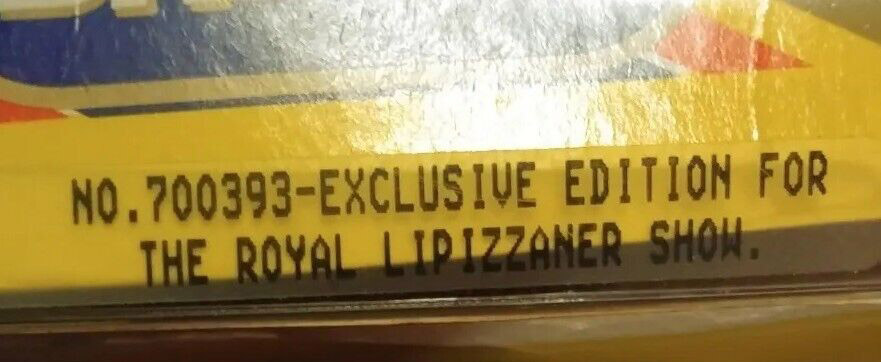 NO.700393-EXCLUSIVE EDITION FOR
THE ROYAL LIPIZZANER SHOW.